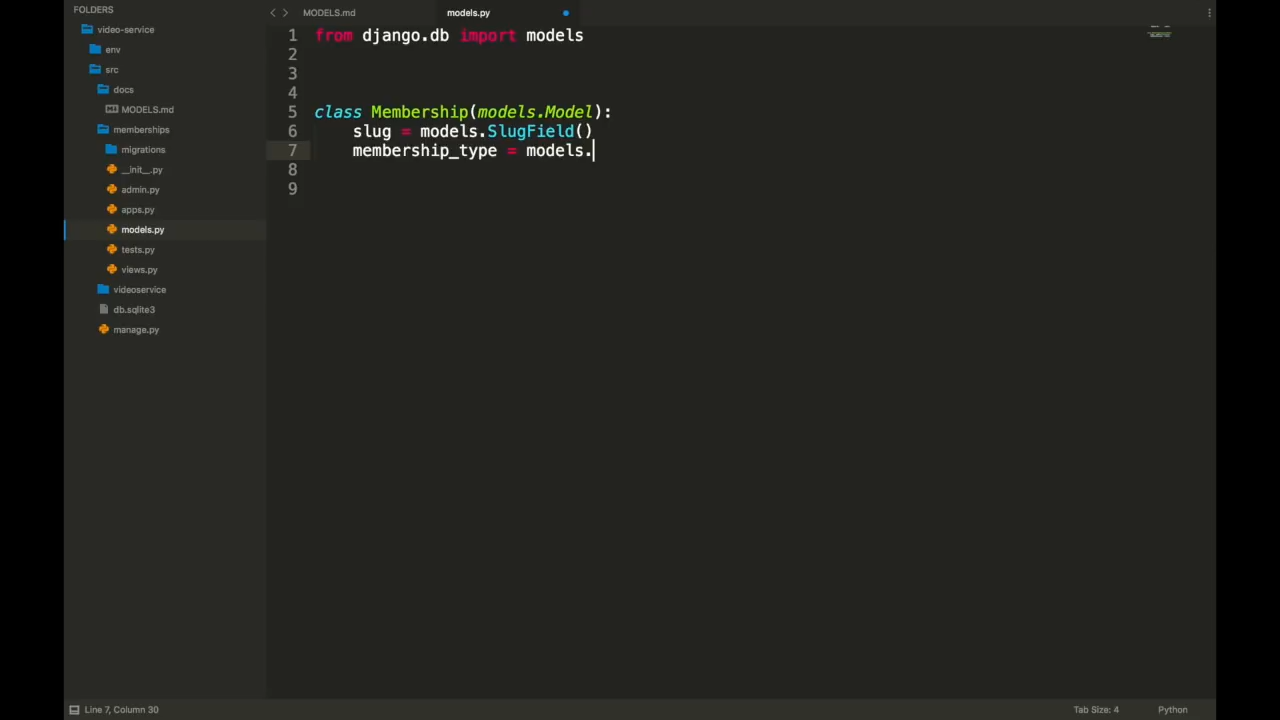 FOLDERS
video-service
env
src
docs
MODELS.md
memberships
migrations
__init__.py
admin.py
apps.py
models.py
tests.py
views.py
videoservice
db.sqlite3
manage.py
MODELS.md
models.py
1 from django.db import models
2
3
4
5 class Membership(models.Model):
6 slug = models.SlugField()
7 membership_type = models.
8
9
Line 7, Column 30
Tab Size: 4
Python